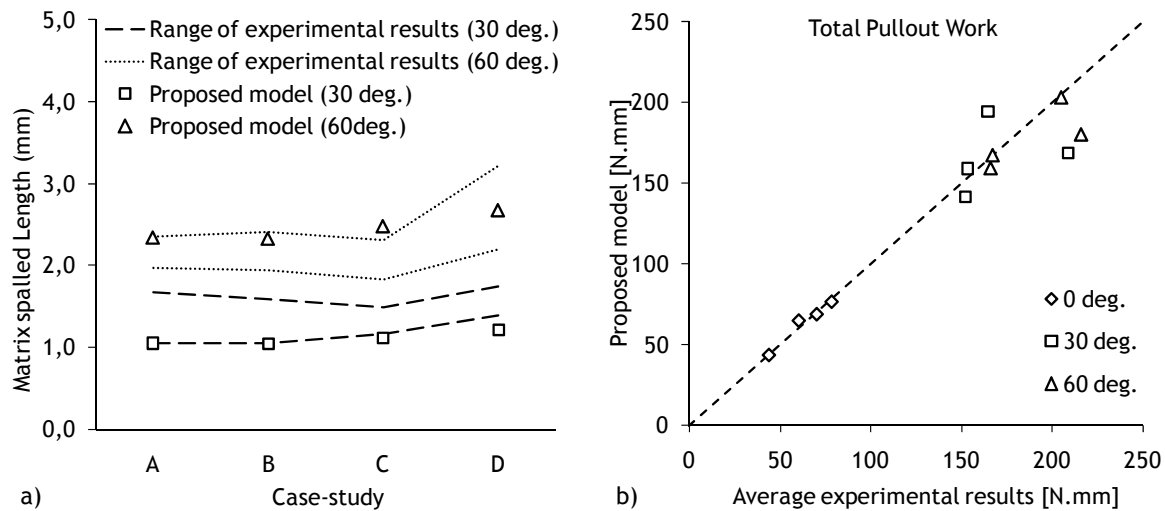 5,0
4,0
3,0
2,0
1,0
0,0
Matrix spalled Length (mm)
Range of experimental results (30 deg.)
Range of experimental results (60 deg.)
Proposed model (30 deg.)
Proposed model (60deg.)
A
B
C
D
Case-study
a)
250
200
150
100
50
0
Proposed model [N.mm]
Total Pullout Work
0 deg.
30 deg.
60 deg.
0
50
100
150
200
250
Average experimental results [N.mm]
b)